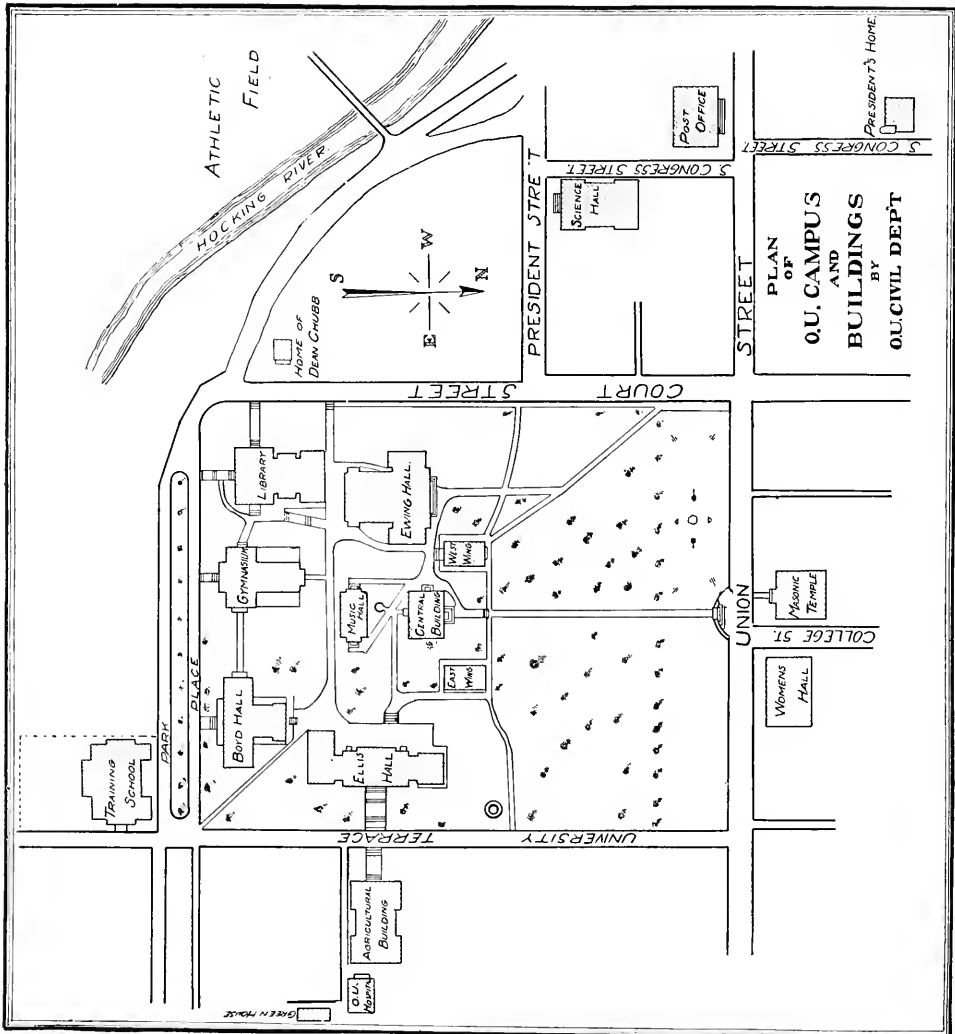 ATHLETIC
FIELD
HOCKING RIVER.
PRESIDENT'S HOME.
POST
OFFICE
S. CONGRESS STREET
S. CONGRESS STREET.
SCIENCE
HALL
PRESIDENT STREET
S
W
E
N
HOME OF
DEAN CHUBB
PLAN
OF
O.U. CAMPUS
AND
BUILDINGS
BY
O.U. CIVIL DEPT
COURT STREET
LIBRARY
EWING HALL.
GYMNASIUM
WEST
WING
MUSIC
HALL
CENTRAL
BUILDING
EAST
WING
UNION STREET
MASONIC
TEMPLE
COLLEGE ST.
WOMENS
HALL
PARK PLACE
BOYD HALL
TRAINING
SCHOOL
ELLIS
HALL
UNIVERSITY TERRACE
AGRICULTURAL
BUILDING
O.U.
HOSPITAL
GREEN HOUSE